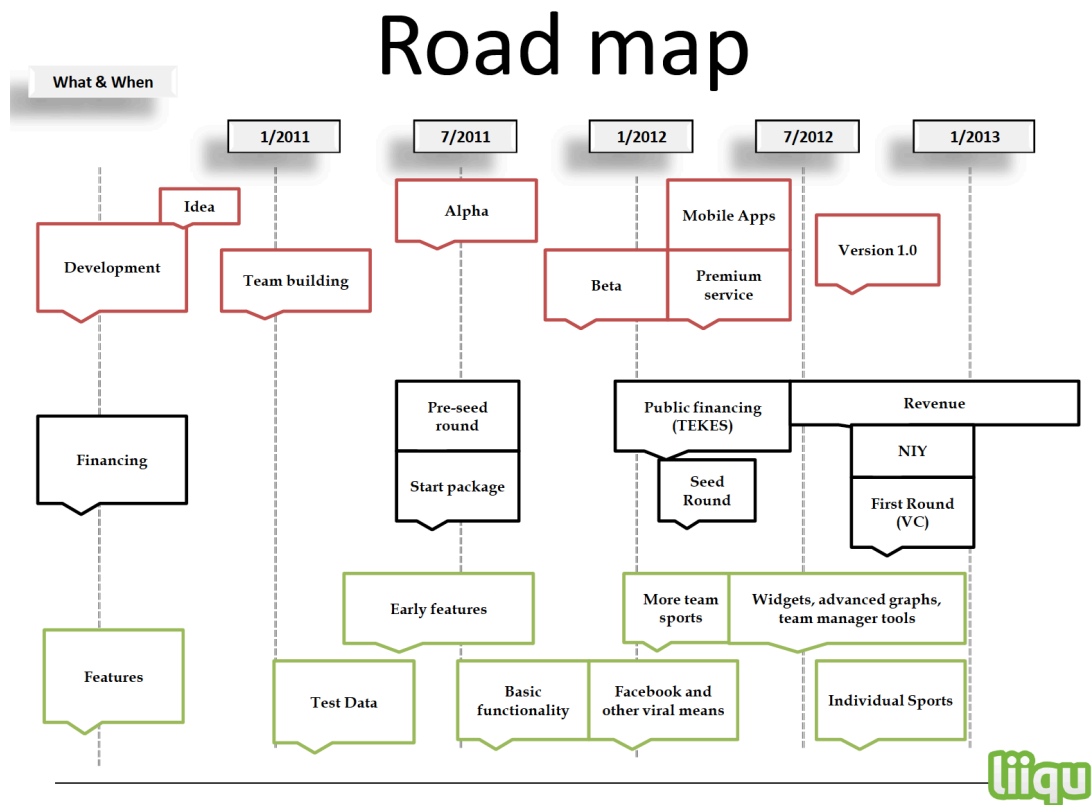 Road map
What & When
1/2011
7/2011
1/2012
7/2012
1/2013
Idea
Development
Team building
Alpha
Mobile Apps
Beta
Premium
service
Version 1.0
Financing
Pre-seed
round
Start package
Public financing
(TEKES)
Seed
Round
Revenue
NIY
First Round
(VC)
Features
Early features
Test Data
Basic
functionality
More team
sports
Facebook and
other viral means
Widgets, advanced graphs,
team manager tools
Individual Sports
liiqu